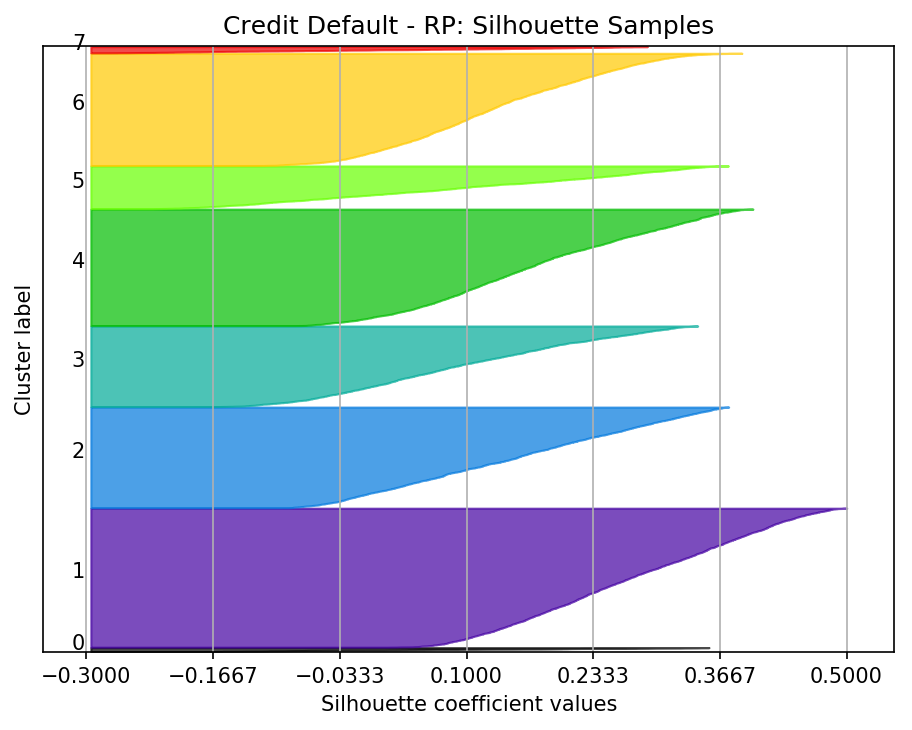 Credit Default - RP: Silhouette Samples
7
6
5
4
3
2
1
0
Cluster label
−0.3000 −0.1667 −0.0333 0.1000 0.2333 0.3667 0.5000
Silhouette coefficient values